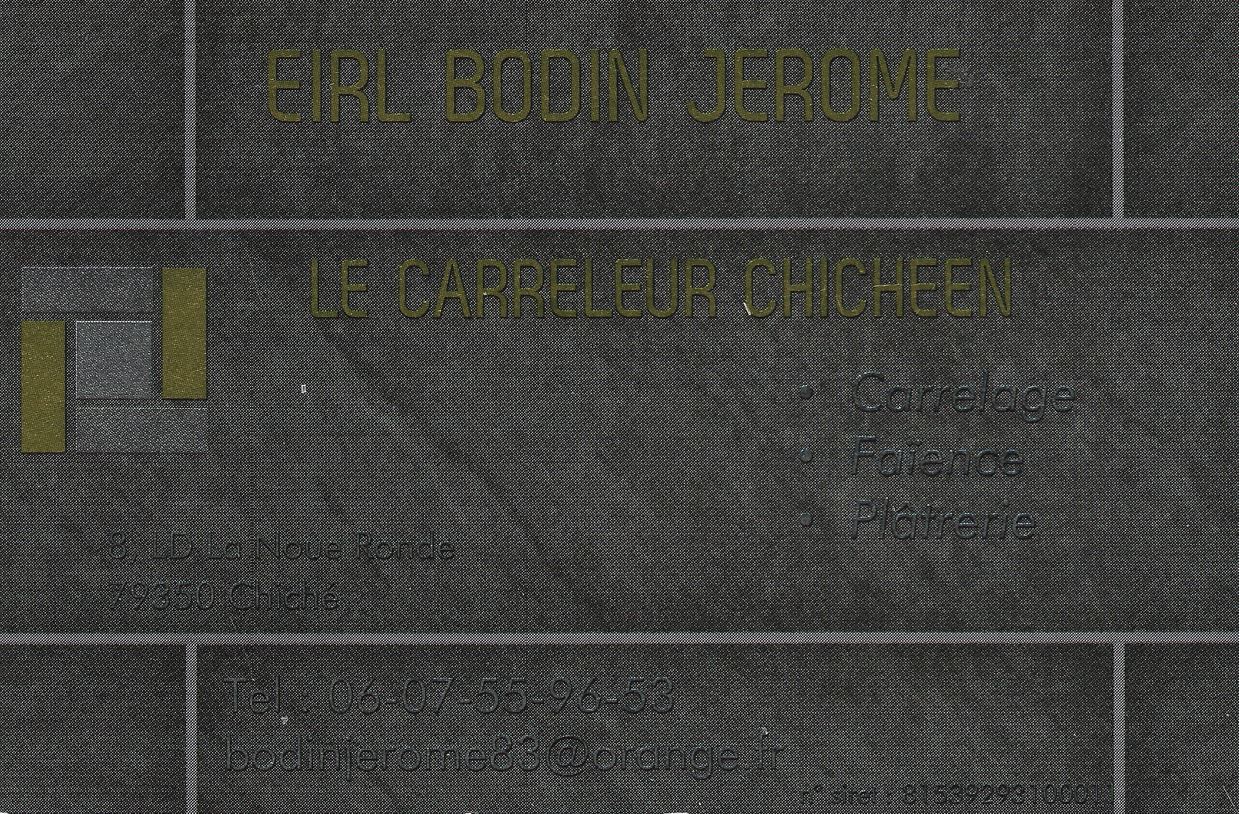 EIRL BODIN JEROME
LE CARRELEUR CHICHEEN
• Carrelage
• Faïence
• Plâtrerie
8, LD La Noue Ronde
79350 Chiché
Tel : 06-07-55-96-53
bodinjerome83@orange.fr
n° siret :